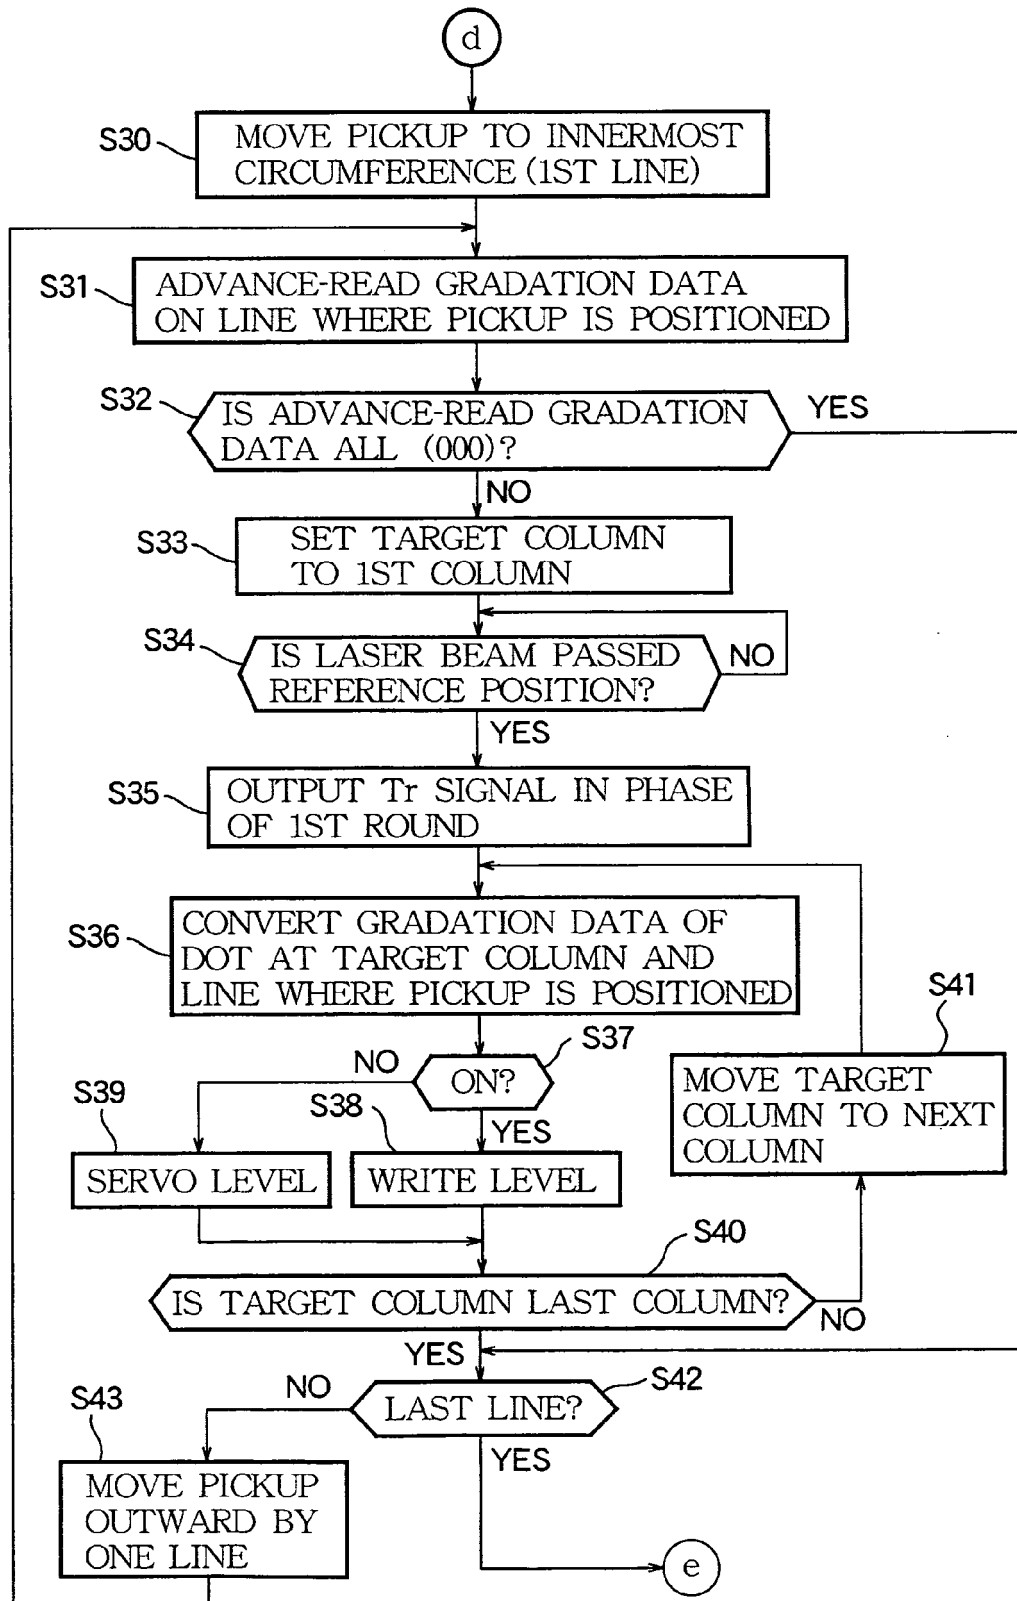 d
S30
MOVE PICKUP TO INNERMOST
CIRCUMFERENCE (1ST LINE)
S31
ADVANCE-READ GRADATION DATA
ON LINE WHERE PICKUP IS POSITIONED
S32
IS ADVANCE-READ GRADATION
DATA ALL (000)?
YES
NO
S33
SET TARGET COLUMN
TO 1ST COLUMN
S34
IS LASER BEAM PASSED
REFERENCE POSITION?
NO
YES
S35
OUTPUT Tr SIGNAL IN PHASE
OF 1ST ROUND
S36
CONVERT GRADATION DATA OF
DOT AT TARGET COLUMN AND
LINE WHERE PICKUP IS POSITIONED
S41
MOVE TARGET
COLUMN TO NEXT
COLUMN
S37
ON?
NO
YES
S39
SERVO LEVEL
S38
WRITE LEVEL
S40
IS TARGET COLUMN LAST COLUMN?
NO
YES
S42
LAST LINE?
NO
YES
S43
MOVE PICKUP
OUTWARD BY
ONE LINE
e